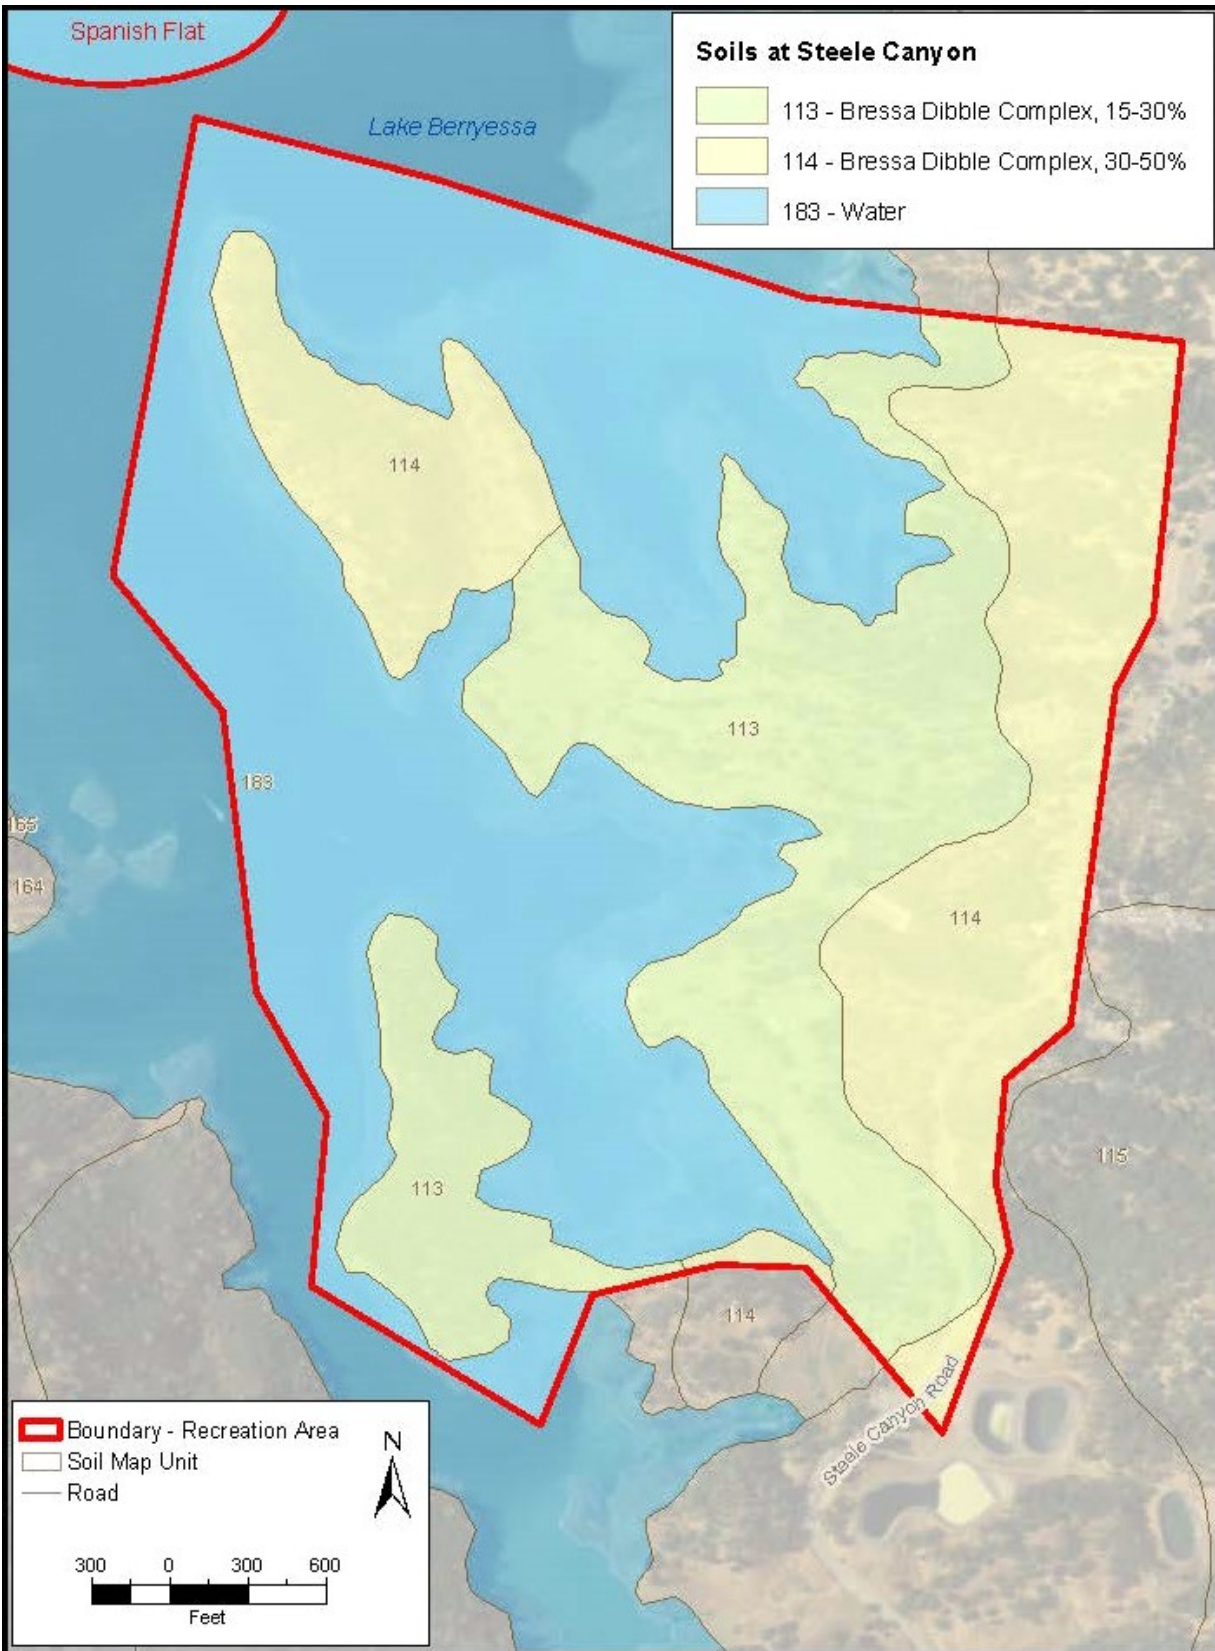 Spanish Flat
Lake Berryessa
Soils at Steele Canyon
113 - Bressa Dibble Complex, 15-30%
114 - Bressa Dibble Complex, 30-50%
183 - Water
114
113
183
165
164
114
115
113
114
Steele Canyon Road
Boundary - Recreation Area
Soil Map Unit
Road
N
300 0 300 600
Feet